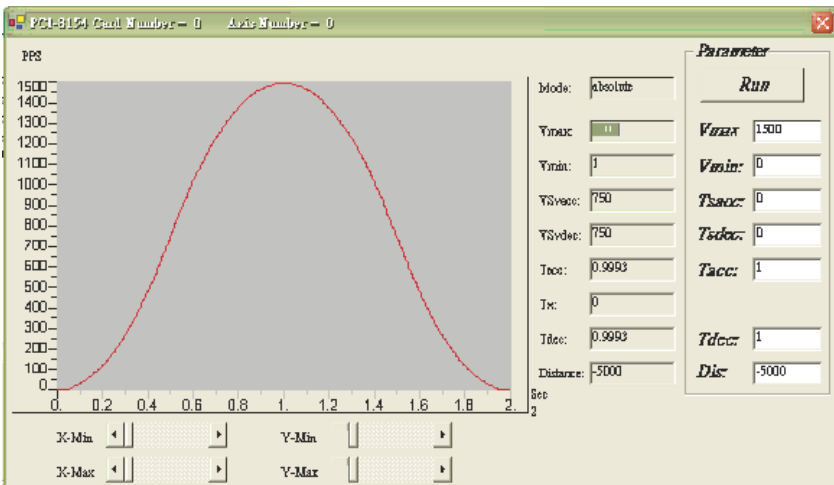 PCI-8154 Card Number = 0 Axis Number = 0
PPS
1500
1400
1300
1200
1100
1000
900
800
700
600
500
400
300
200
100
0
0. 0.2 0.4 0.6 0.8 1. 1.2 1.4 1.6 1.8 2.
Sec
2
X-Min
Y-Min
X-Max
Y-Max
Mode: absolute
Vmax:
Vmin: 1
VSvacc: 750
VSvdec: 750
Tacc: 0.9993
Tx: 0
Tdec: 0.9993
Distance: -5000
Parameter
Run
Vmax 1500
Vmin: 0
Tsacc: 0
Tsdec: 0
Tacc: 1
Tdec: 1
Dis: -5000